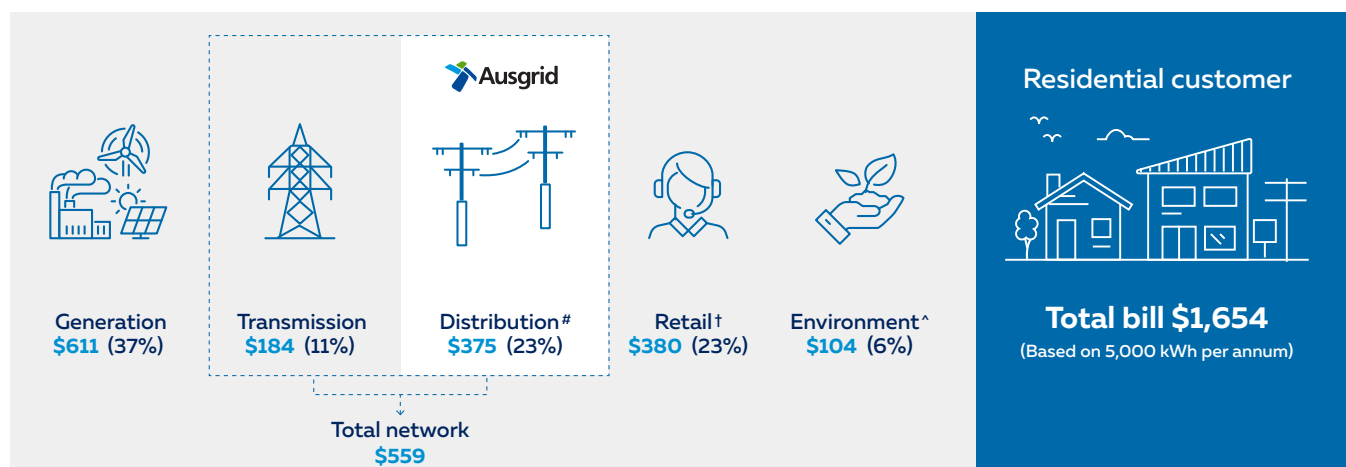 Ausgrid
Residential customer
Generation
$611 (37%)
Transmission
$184 (11%)
Distribution#
$375 (23%)
Retail†
$380 (23%)
Environment^
$104 (6%)
Total network
$559
Total bill $1,654
(Based on 5,000 kWh per annum)